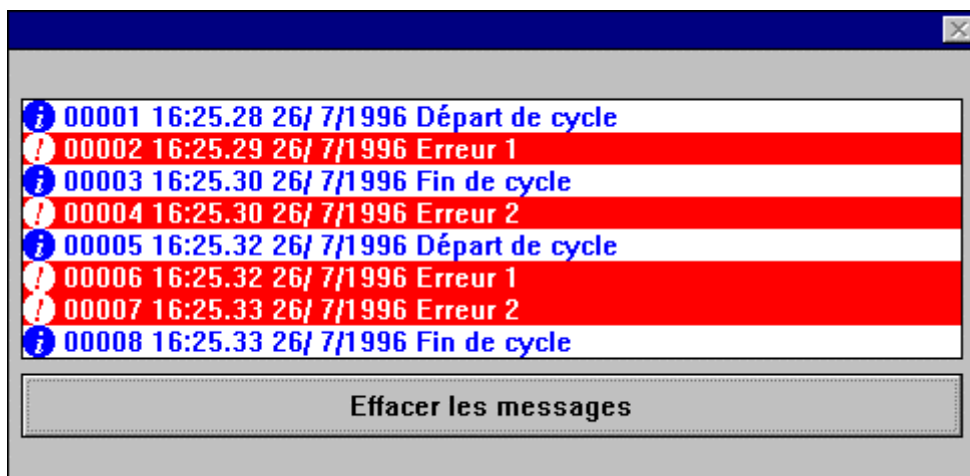 00001 16:25.28 26/ 7/1996 Départ de cycle
00002 16:25.29 26/ 7/1996 Erreur 1
00003 16:25.30 26/ 7/1996 Fin de cycle
00004 16:25.30 26/ 7/1996 Erreur 2
00005 16:25.32 26/ 7/1996 Départ de cycle
00006 16:25.32 26/ 7/1996 Erreur 1
00007 16:25.33 26/ 7/1996 Erreur 2
00008 16:25.33 26/ 7/1996 Fin de cycle
Effacer les messages